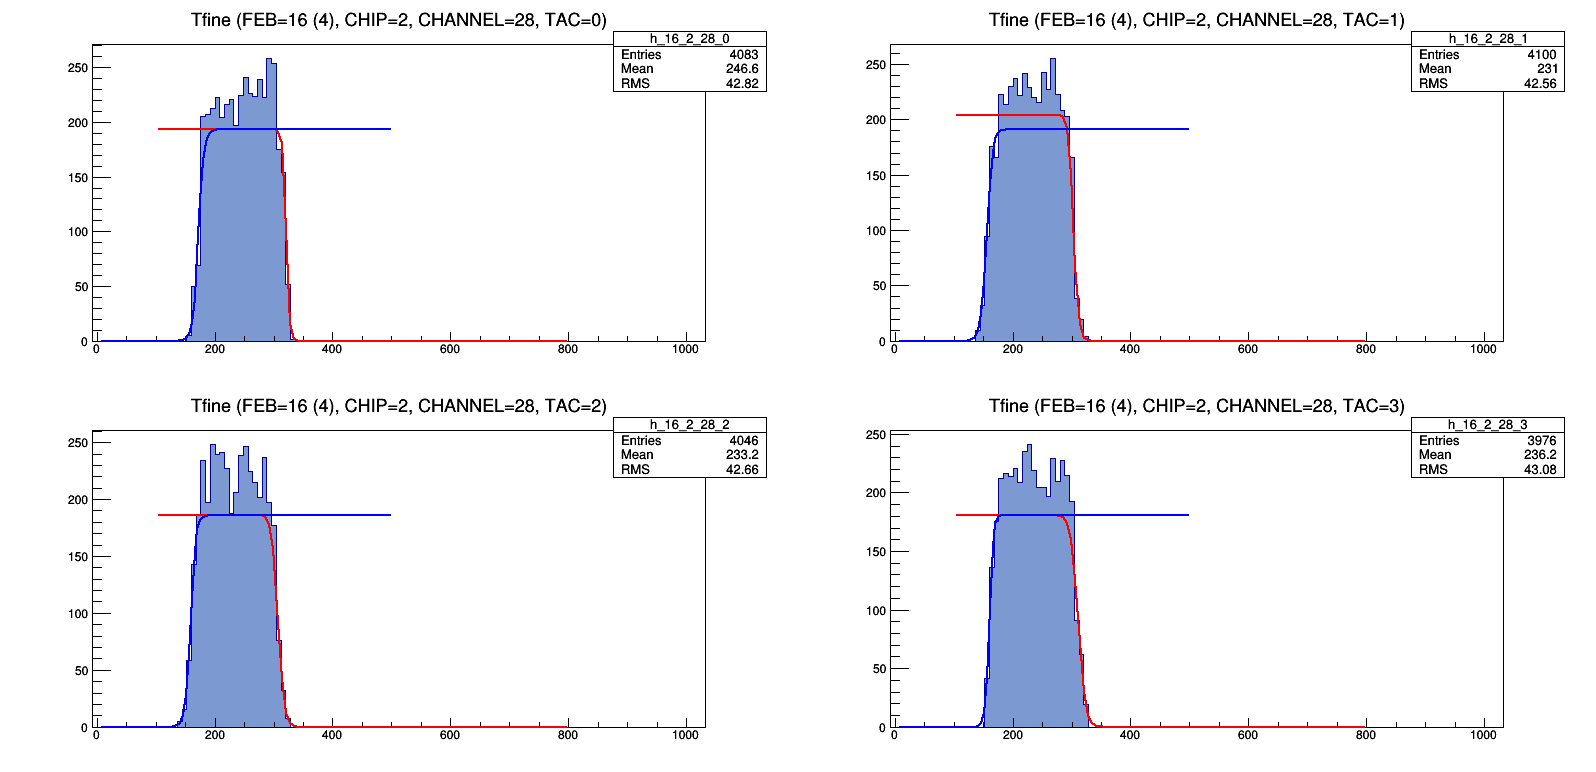 Tfine (FEB=16 (4), CHIP=2, CHANNEL=28, TAC=0)
h_16_2_28_0
Entries 4083
Mean 246.6
RMS 42.82
250
200
150
100
50
0
0 200 400 600 800 1000
Tfine (FEB=16 (4), CHIP=2, CHANNEL=28, TAC=1)
h_16_2_28_1
Entries 4100
Mean 231
RMS 42.56
250
200
150
100
50
0
0 200 400 600 800 1000
Tfine (FEB=16 (4), CHIP=2, CHANNEL=28, TAC=2)
h_16_2_28_2
Entries 4046
Mean 233.2
RMS 42.66
250
200
150
100
50
0
0 200 400 600 800 1000
Tfine (FEB=16 (4), CHIP=2, CHANNEL=28, TAC=3)
h_16_2_28_3
Entries 3976
Mean 236.2
RMS 43.08
250
200
150
100
50
0
0 200 400 600 800 1000